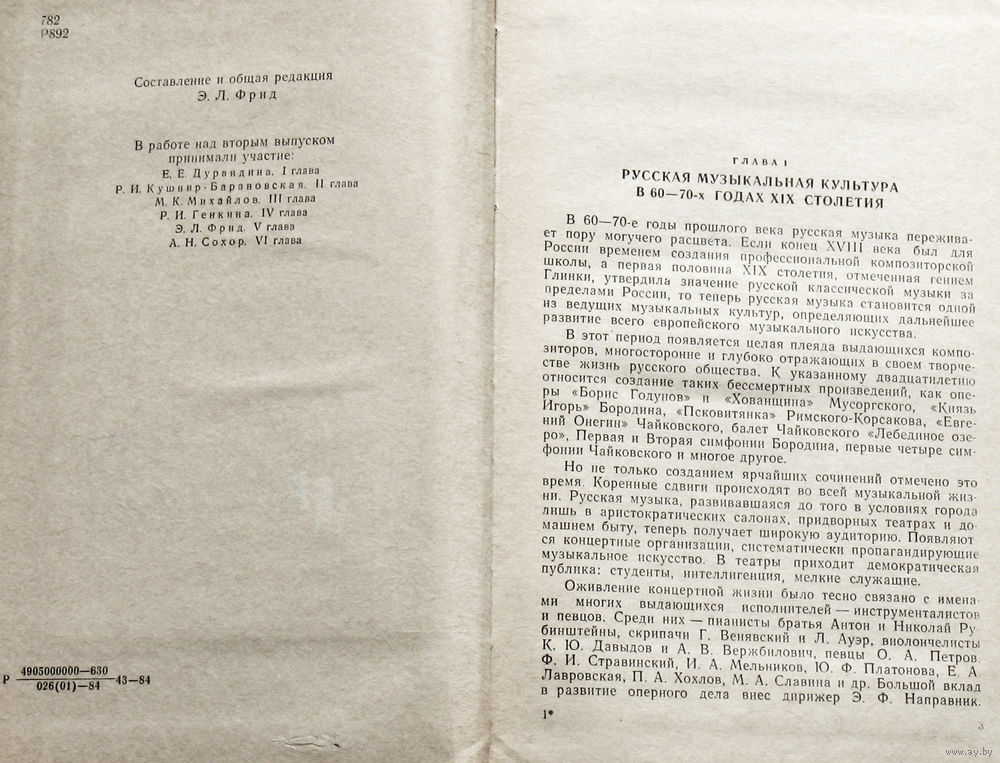 782
Р892
Составление и общая редакция
Э. Л. Фрид
В работе над вторым выпуском
принимали участие:
Е. Е. Дурандина. I глава
Р. И. Кушнир-Барановская. II глава
М. К. Михайлов. III глава
Р. И. Генкина. IV глава
Э. Л. Фрид. V глава
А. Н. Сохор. VI глава
Р 4905000000—630
026(01)—84 43—84
ГЛАВА I
РУССКАЯ МУЗЫКАЛЬНАЯ КУЛЬТУРА
В 60—70-х ГОДАХ XIX СТОЛЕТИЯ
В 60—70-е годы прошлого века русская музыка пережива-
ет пору могучего расцвета. Если конец XVIII века был для
России временем создания профессиональной композиторской
школы, а первая половина XIX столетия, отмеченная гением
Глинки, утвердила значение русской классической музыки за
пределами России, то теперь русская музыка становится одной
из ведущих музыкальных культур, определяющих дальнейшее
развитие всего европейского музыкального искусства.
В этот период появляется целая плеяда выдающихся компо-
зиторов, многосторонне и глубоко отражающих в своем творче-
стве жизнь русского общества. К указанному двадцатилетию
относится создание таких бессмертных произведений, как опе-
ры «Борис Годунов» и «Хованщина» Мусоргского, «Князь
Игорь» Бородина, «Псковитянка» Римского-Корсакова, «Евге-
ний Онегин» Чайковского, балет Чайковского «Лебединое озе-
ро», Первая и Вторая симфонии Бородина, первые четыре сим-
фонии Чайковского и многое другое.
Но не только созданием ярчайших сочинений отмечено это
время. Коренные сдвиги происходят во всей музыкальной жиз-
ни. Русская музыка, развивавшаяся до того в условиях города
лишь в аристократических салонах, придворных театрах и до-
машнем быту, теперь получает широкую аудиторию. Появляют-
ся концертные организации, систематически пропагандирующие
музыкальное искусство. В театры приходит демократическая
публика: студенты, интеллигенция, мелкие служащие.
Оживление концертной жизни было тесно связано с имена-
ми многих выдающихся исполнителей — инструменталистов
и певцов. Среди них — пианисты братья Антон и Николай Ру-
бинштейны, скрипачи Г. Венявский и Л. Ауэр, виолончелисты
К. Ю. Давыдов и А. В. Вержбилович, певцы О. А. Петров,
Ф. И. Стравинский, И. А. Мельников, Ю. Ф. Платонова, Е. А.
Лавровская, П. А. Хохлов, М. А. Славина и др. Большой вклад
в развитие оперного дела внес дирижер Э. Ф. Направник.
1*
3
www.ay.by